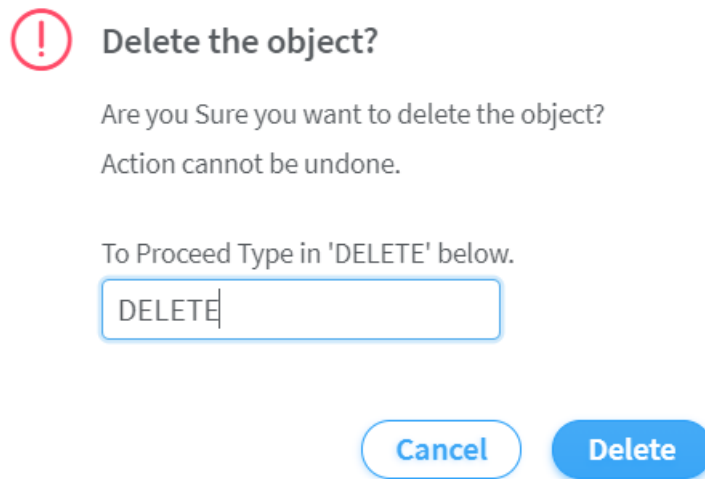 Delete the object?
Are you Sure you want to delete the object?
Action cannot be undone.
To Proceed Type in 'DELETE' below.
DELETE
Cancel Delete